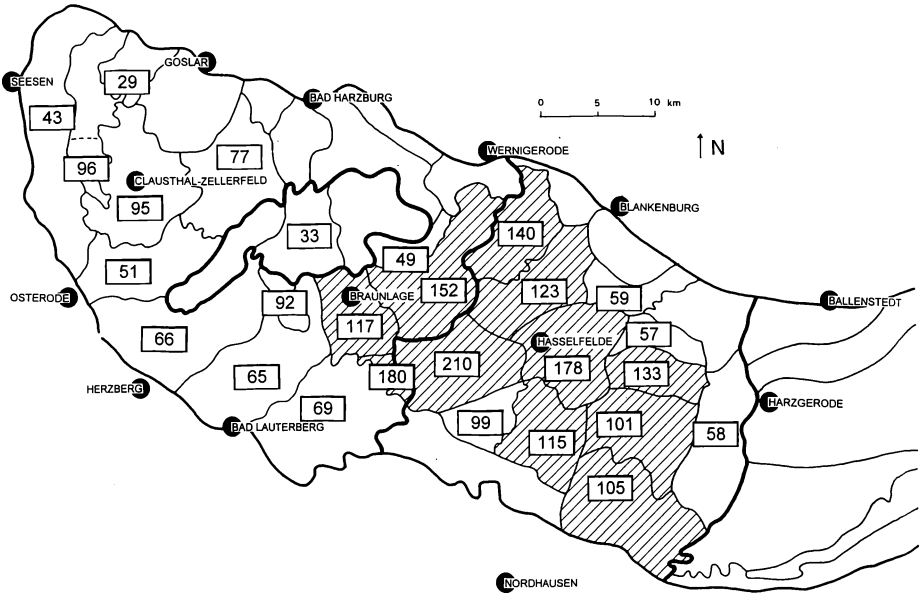 GOSLAR
SEESEN
29
BAD HARZBURG
0 5 10 km
43
N
77
WERNIGERODE
96
CLAUSTHAL-ZELLERFELD
95
BLANKENBURG
33
140
49
51
152
123
59
OSTERODE
92
BRAUNLAGE
BALLENSTEDT
117
57
66
HASSELFELDE
210
178
133
65
180
HERZBERG
HARZGERODE
69
99
101
BAD LAUTERBERG
58
115
105
NORDHAUSEN